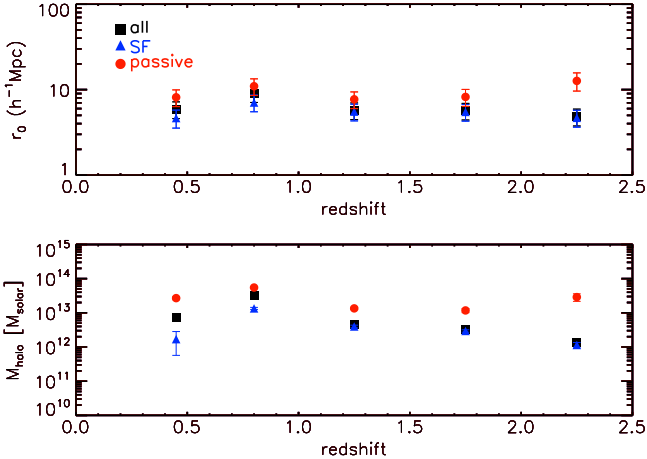 100
all
SF
passive
10
r₀ (h⁻¹Mpc)
1
0.0 0.5 1.0 1.5 2.0 2.5
redshift
10¹⁵
10¹⁴
10¹³
10¹²
10¹¹
10¹⁰
M_halo [M_solar]
0.0 0.5 1.0 1.5 2.0 2.5
redshift